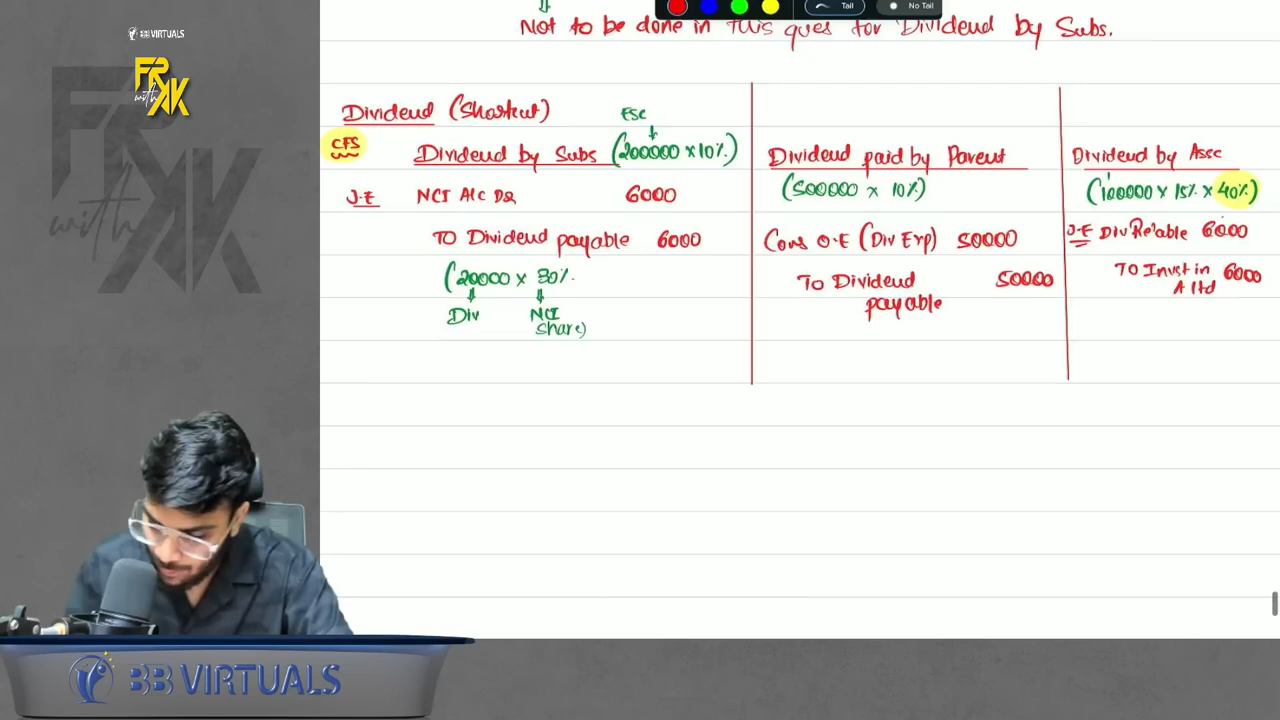 BB VIRTUALS
FR with KK
Tail
No Tail
Not to be done in this ques for Dividend by Subs.
Dividend (Shortcut)
CFS
ESC
Dividend by Subs (200000 × 10%)
J.E
NCI A/c Dr 6000
To Dividend payable 6000
(20000 × 30%
Div
NCI share)
Dividend paid by Parent
(500000 × 10%)
Cons O.E (Div Exp) 50000
To Dividend payable 50000
Dividend by Assc
(100000 × 15% × 40%)
J.E Div Re'able 6000
To Invst in A ltd 6000
BB VIRTUALS